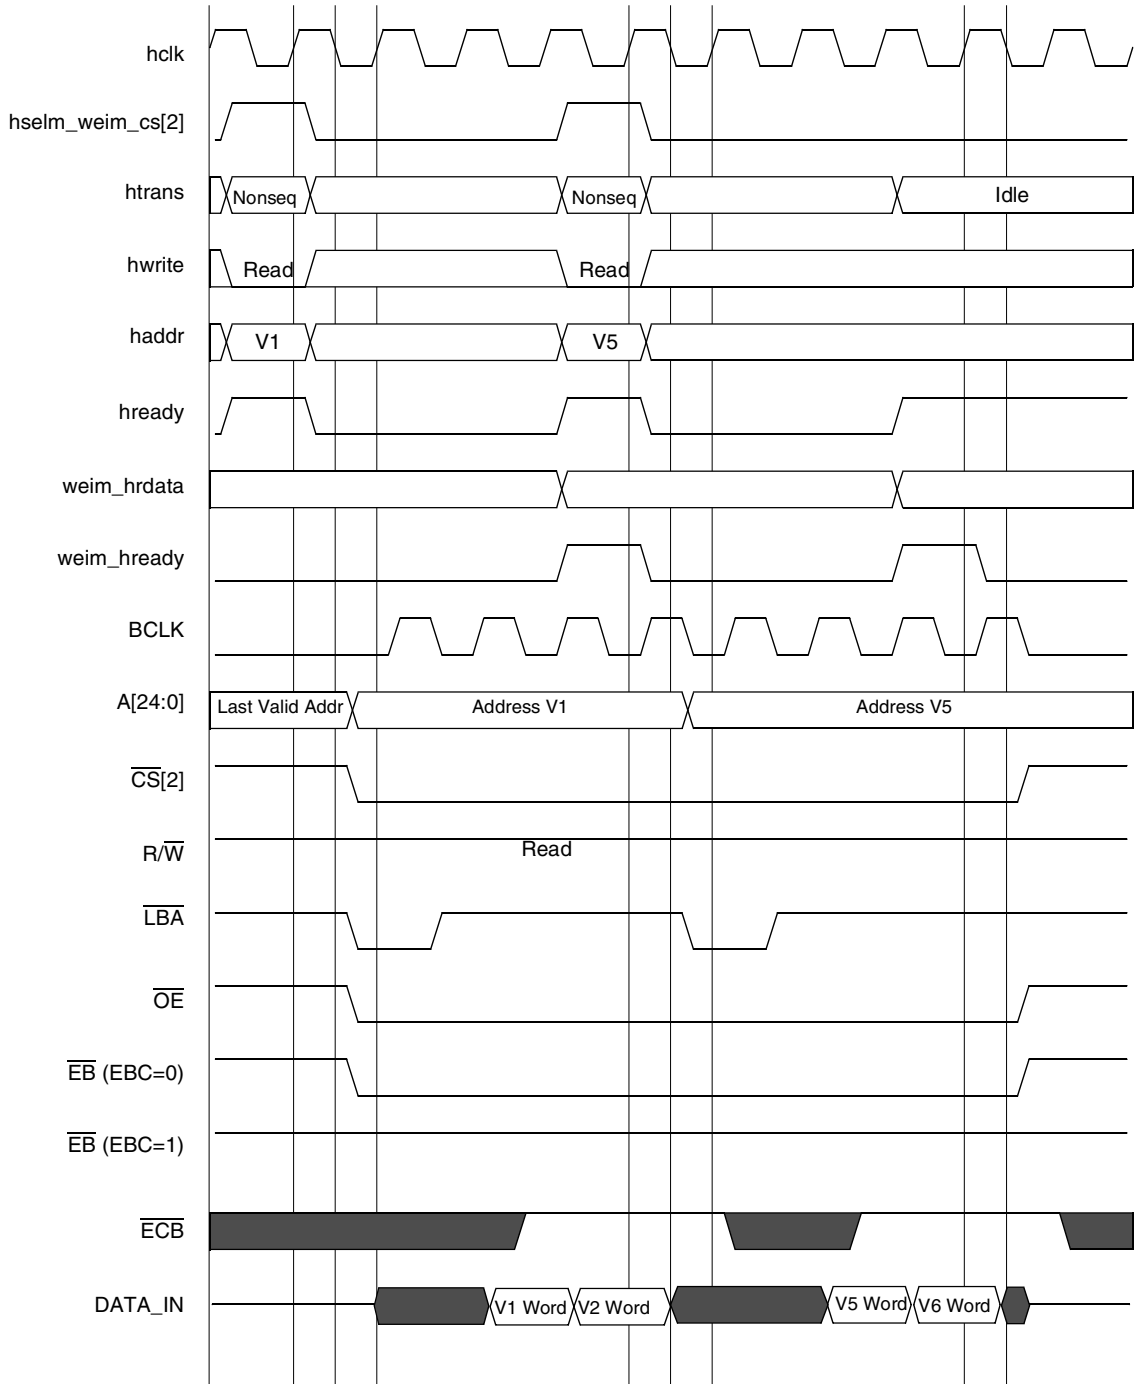 hclk
hselm_weim_cs[2]
htrans Nonseq Nonseq Idle
hwrite Read Read
haddr V1 V5
hready
weim_hrdata
weim_hready
BCLK
A[24:0] Last Valid Addr Address V1 Address V5
CS[2]
R/W Read
LBA
OE
EB (EBC=0)
EB (EBC=1)
ECB
DATA_IN V1 Word V2 Word V5 Word V6 Word